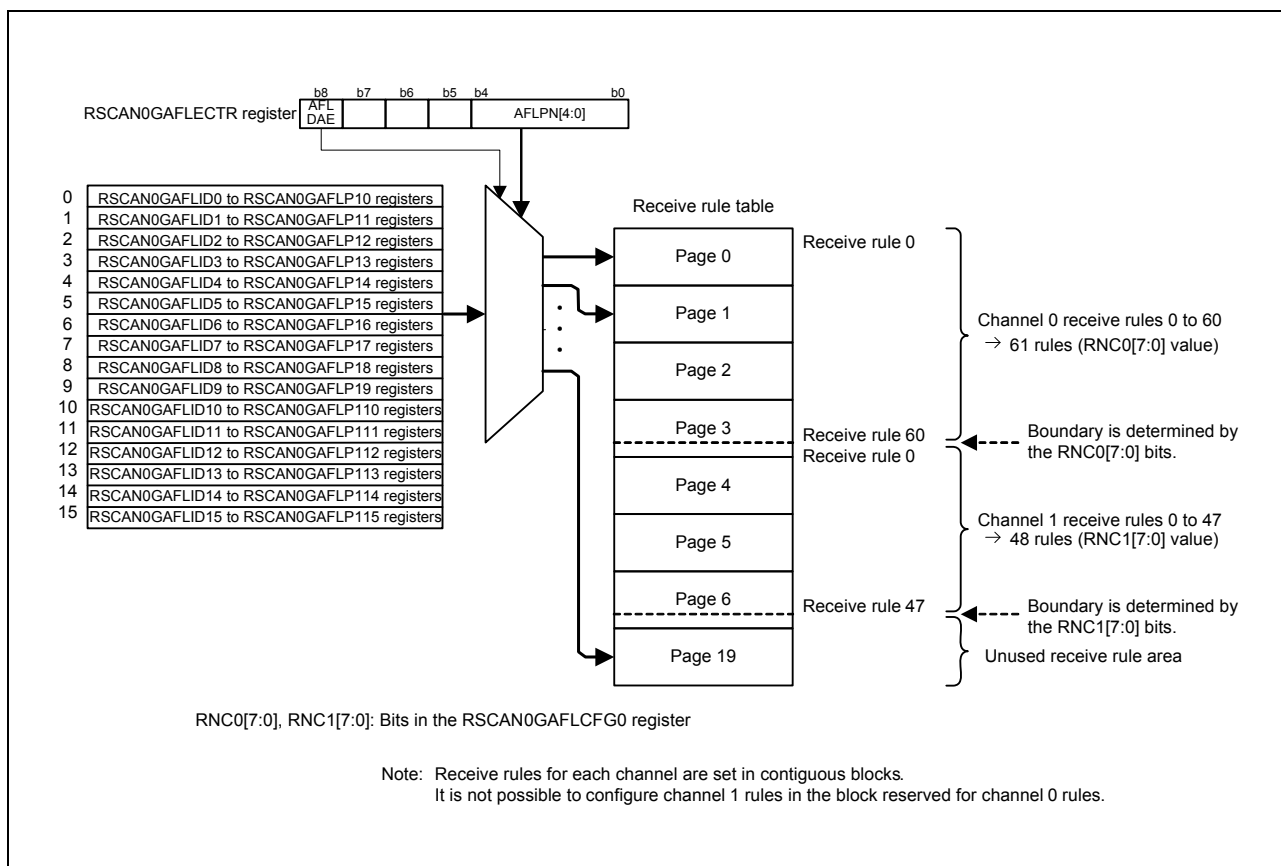 b8 b7 b6 b5 b4 b0
RSCAN0GAFLECTR register
AFL
DAE
AFLPN[4:0]
0 RSCAN0GAFLID0 to RSCAN0GAFLP10 registers
1 RSCAN0GAFLID1 to RSCAN0GAFLP11 registers
2 RSCAN0GAFLID2 to RSCAN0GAFLP12 registers
3 RSCAN0GAFLID3 to RSCAN0GAFLP13 registers
4 RSCAN0GAFLID4 to RSCAN0GAFLP14 registers
5 RSCAN0GAFLID5 to RSCAN0GAFLP15 registers
6 RSCAN0GAFLID6 to RSCAN0GAFLP16 registers
7 RSCAN0GAFLID7 to RSCAN0GAFLP17 registers
8 RSCAN0GAFLID8 to RSCAN0GAFLP18 registers
9 RSCAN0GAFLID9 to RSCAN0GAFLP19 registers
10 RSCAN0GAFLID10 to RSCAN0GAFLP110 registers
11 RSCAN0GAFLID11 to RSCAN0GAFLP111 registers
12 RSCAN0GAFLID12 to RSCAN0GAFLP112 registers
13 RSCAN0GAFLID13 to RSCAN0GAFLP113 registers
14 RSCAN0GAFLID14 to RSCAN0GAFLP114 registers
15 RSCAN0GAFLID15 to RSCAN0GAFLP115 registers
Receive rule table
Page 0
Page 1
Page 2
Page 3
Page 4
Page 5
Page 6
Page 19
Receive rule 0
Receive rule 60
Receive rule 0
Receive rule 47
Channel 0 receive rules 0 to 60
→ 61 rules (RNC0[7:0] value)
Boundary is determined by
the RNC0[7:0] bits.
Channel 1 receive rules 0 to 47
→ 48 rules (RNC1[7:0] value)
Boundary is determined by
the RNC1[7:0] bits.
Unused receive rule area
RNC0[7:0], RNC1[7:0]: Bits in the RSCAN0GAFLCFG0 register
Note: Receive rules for each channel are set in contiguous blocks.
It is not possible to configure channel 1 rules in the block reserved for channel 0 rules.